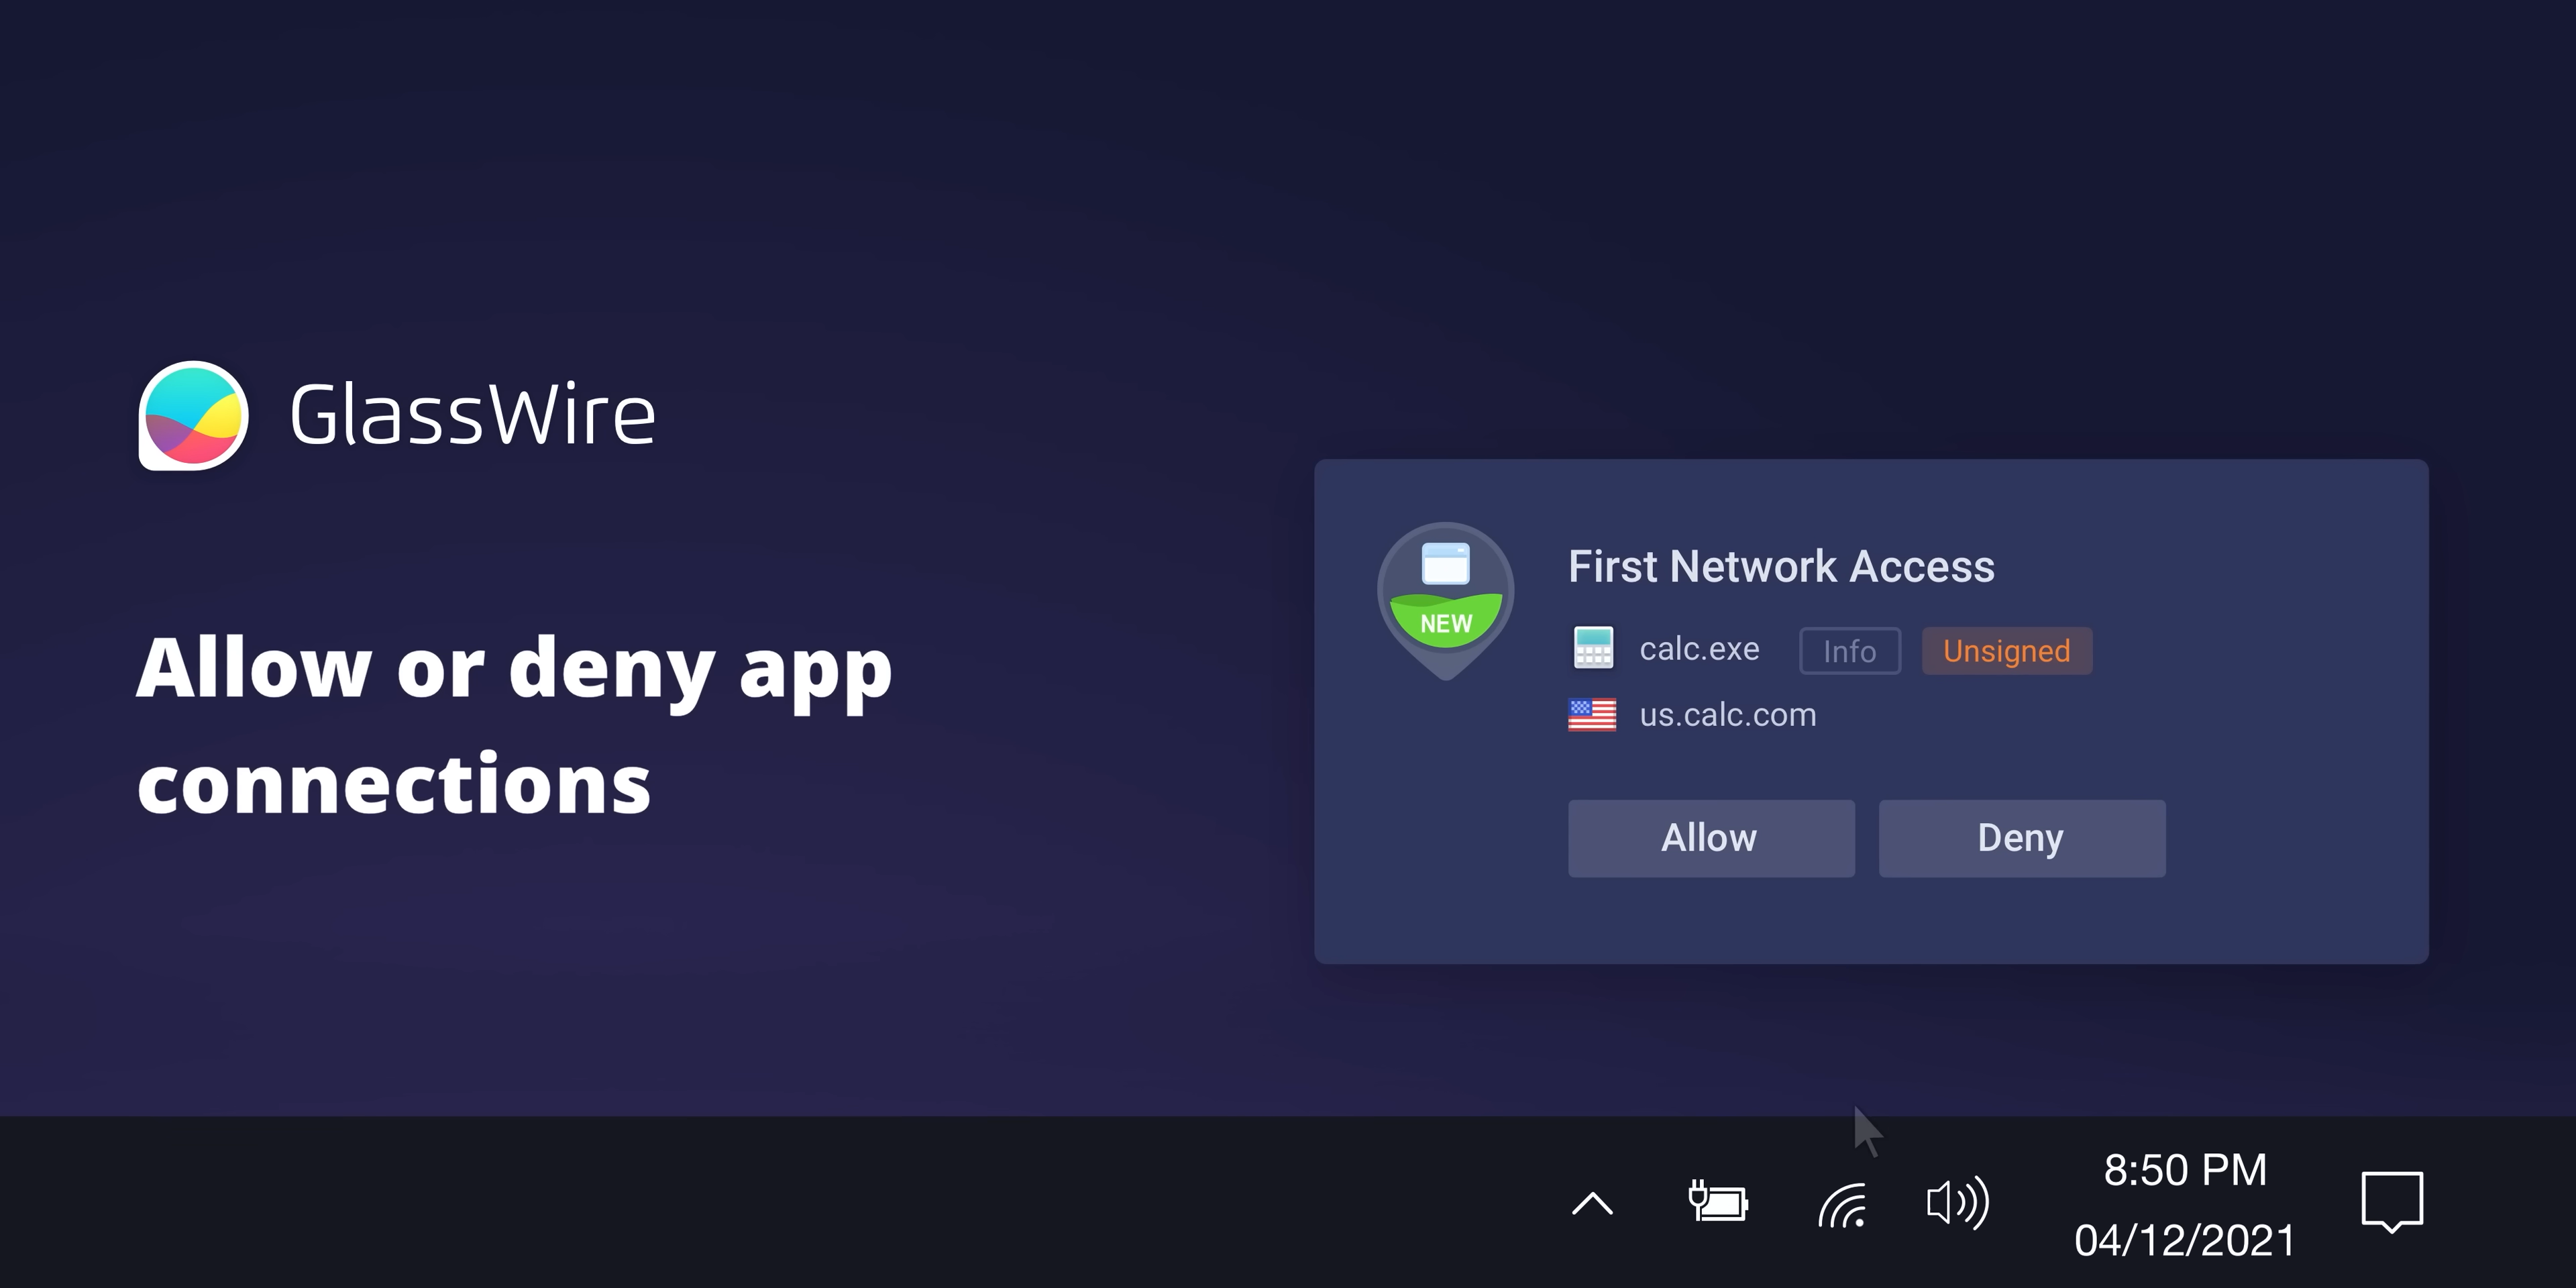 GlassWire
Allow or deny app
connections
First Network Access
NEW
calc.exe Info Unsigned
us.calc.com
Allow Deny
8:50 PM
04/12/2021